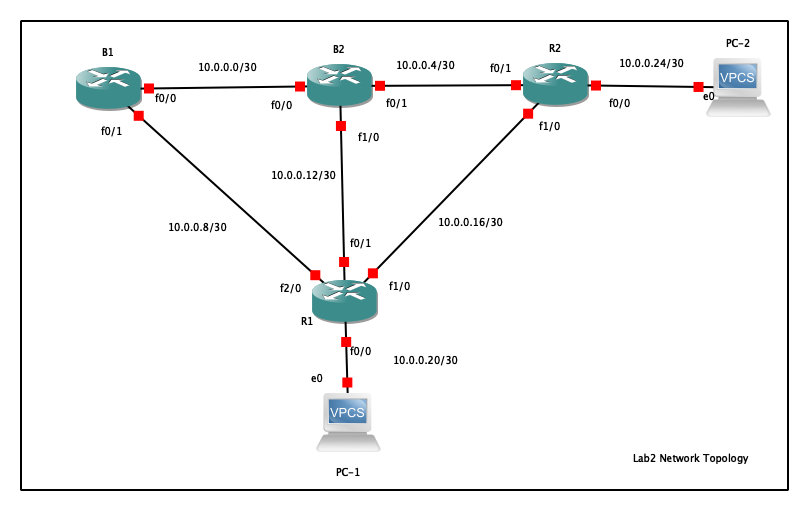 B1
B2
R2
PC-2
10.0.0.0/30
10.0.0.4/30
10.0.0.24/30
f0/1
VPCS
f0/0
f0/0
f0/1
f0/0
e0
f0/1
f1/0
f1/0
10.0.0.12/30
10.0.0.8/30
10.0.0.16/30
f0/1
f2/0
f1/0
R1
f0/0
10.0.0.20/30
e0
VPCS
Lab2 Network Topology
PC-1